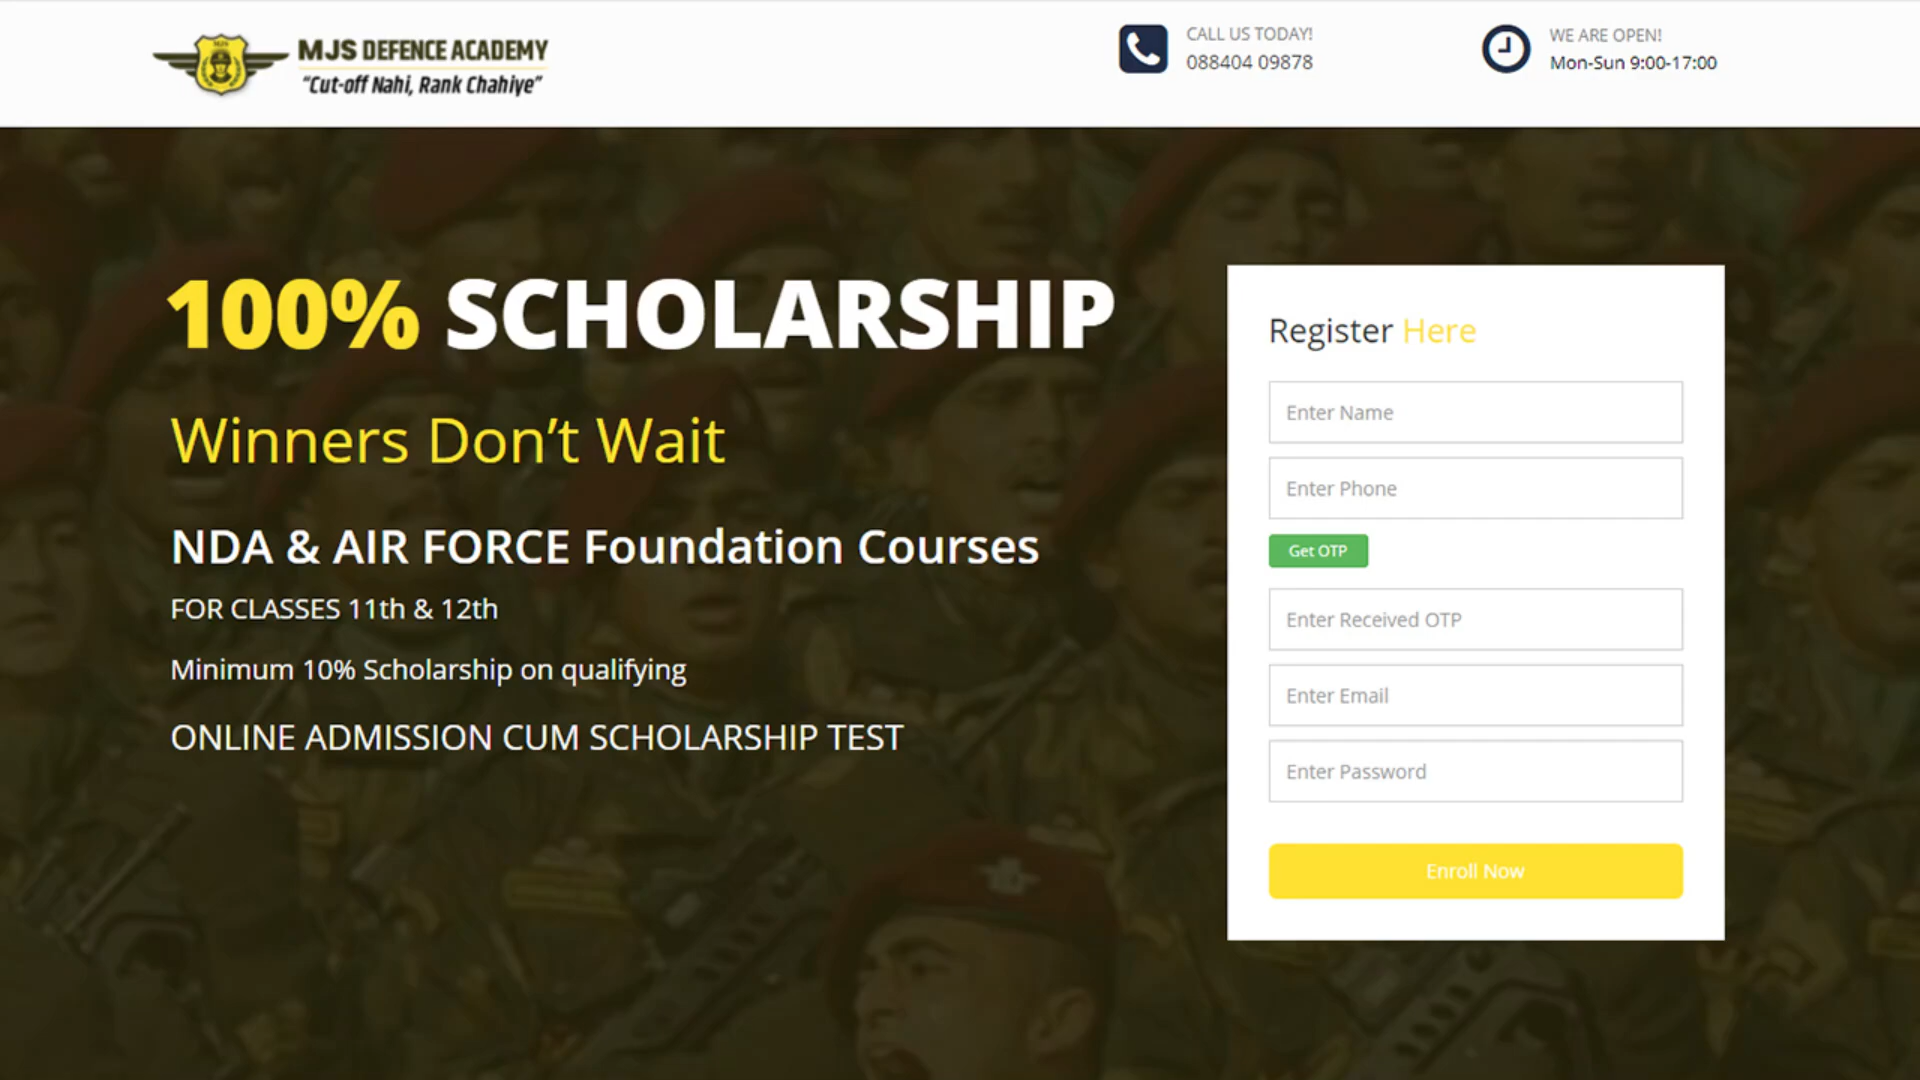 MJS
MJS DEFENCE ACADEMY
"Cut-off Nahi, Rank Chahiye"
CALL US TODAY!
088404 09878
WE ARE OPEN!
Mon-Sun 9:00-17:00
100% SCHOLARSHIP
Winners Don’t Wait
NDA & AIR FORCE Foundation Courses
FOR CLASSES 11th & 12th
Minimum 10% Scholarship on qualifying
ONLINE ADMISSION CUM SCHOLARSHIP TEST
Register Here
Enter Name
Enter Phone
Get OTP
Enter Received OTP
Enter Email
Enter Password
Enroll Now